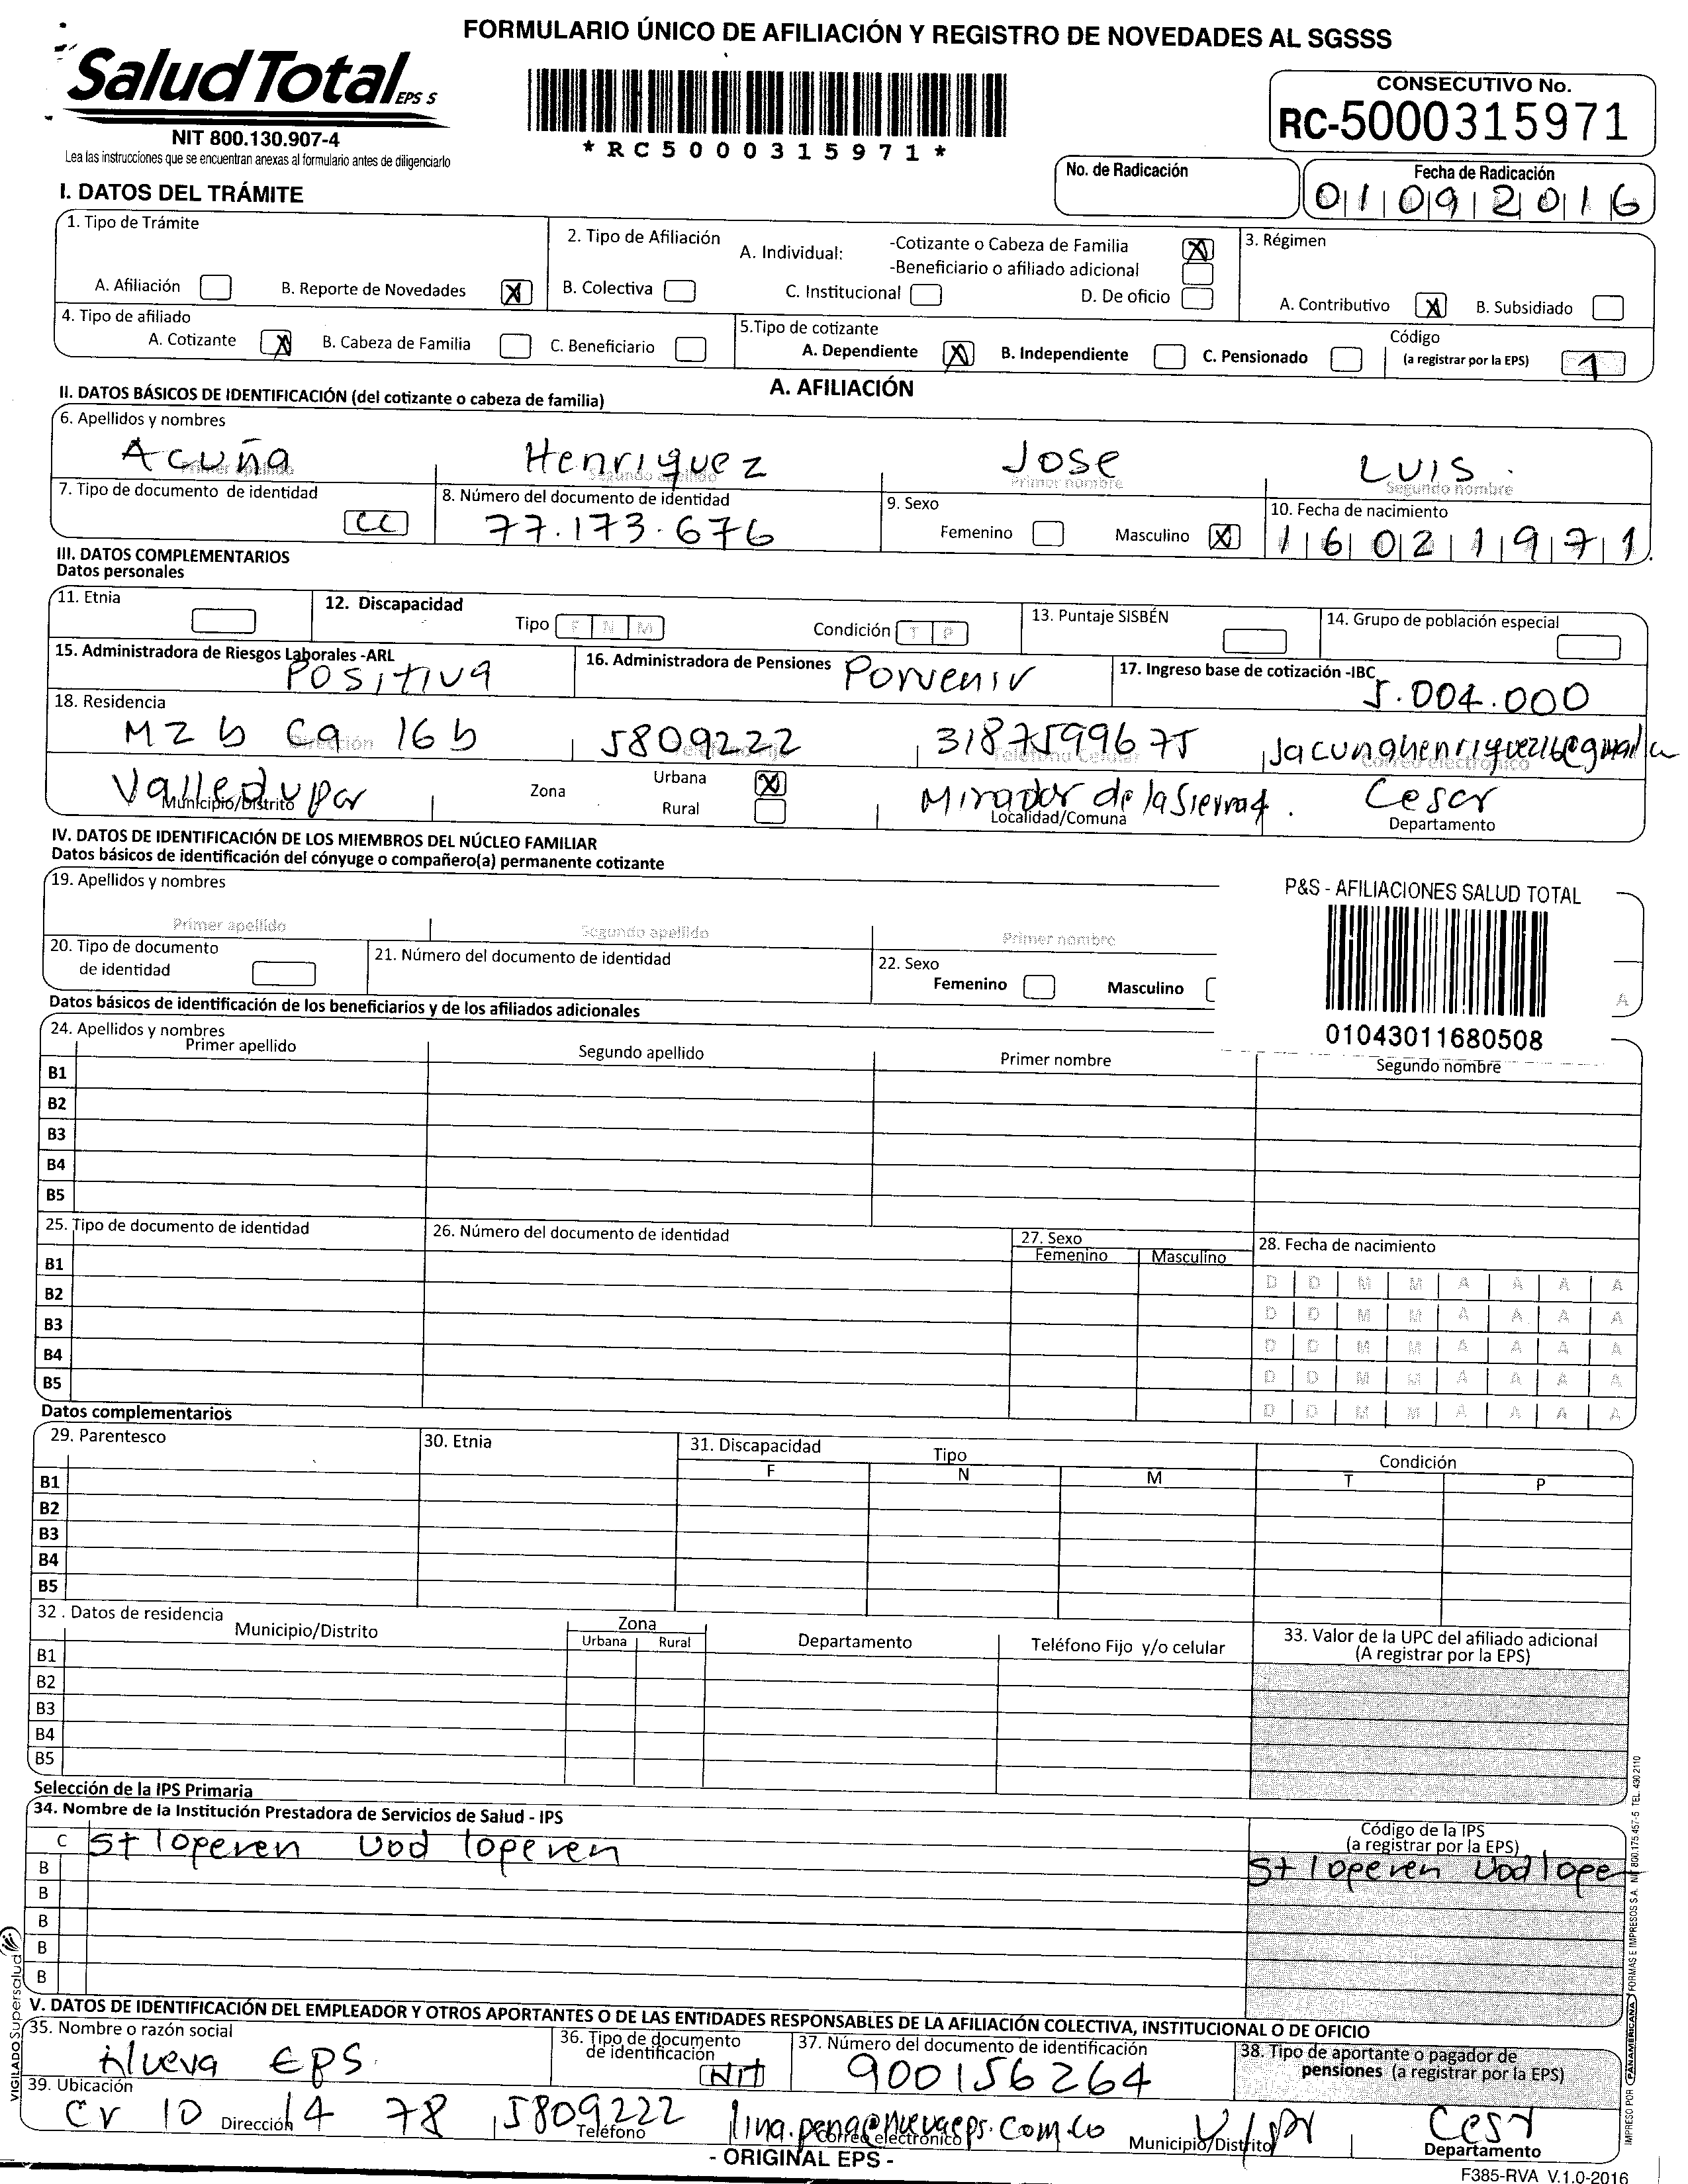 FORMULARIO ÚNICO DE AFILIACIÓN Y REGISTRO DE NOVEDADES AL SGSSS
Salud Total EPS S
NIT 800.130.907-4
Lea las instrucciones que se encuentran anexas al formulario antes de diligenciarlo
*RC5000315971*
CONSECUTIVO No.
RC-5000315971
No. de Radicación
Fecha de Radicación
01092016
I. DATOS DEL TRÁMITE
1. Tipo de Trámite
A. Afiliación B. Reporte de Novedades X
2. Tipo de Afiliación A. Individual: -Cotizante o Cabeza de Familia X
-Beneficiario o afiliado adicional
B. Colectiva C. Institucional D. De oficio
3. Régimen
A. Contributivo X B. Subsidiado
4. Tipo de afiliado
A. Cotizante X B. Cabeza de Familia C. Beneficiario
5.Tipo de cotizante
A. Dependiente X B. Independiente C. Pensionado
Código
(a registrar por la EPS) 1
A. AFILIACIÓN
II. DATOS BÁSICOS DE IDENTIFICACIÓN (del cotizante o cabeza de familia)
6. Apellidos y nombres
Acuña Henriquez Jose Luis.
Primer apellido Segundo apellido Primer nombre Segundo nombre
7. Tipo de documento de identidad CC
8. Número del documento de identidad
77.173.676
9. Sexo
Femenino Masculino X
10. Fecha de nacimiento
16021971
III. DATOS COMPLEMENTARIOS
Datos personales
11. Etnia
12. Discapacidad Tipo F N M Condición T P
13. Puntaje SISBÉN
14. Grupo de población especial
15. Administradora de Riesgos Laborales -ARL
Positiva
16. Administradora de Pensiones Porvenir
17. Ingreso base de cotización -IBC
5.004.000
18. Residencia
Mz b Ca 16b 5809222 3187599675
Dirección Teléfono Fijo Teléfono Celular Correo electrónico
Valledupar Zona Urbana X Rural Mirador de la Sierra 4. Cesar
Municipio/Distrito Localidad/Comuna Departamento
IV. DATOS DE IDENTIFICACIÓN DE LOS MIEMBROS DEL NÚCLEO FAMILIAR
Datos básicos de identificación del cónyuge o compañero(a) permanente cotizante
19. Apellidos y nombres
Primer apellido Segundo apellido Primer nombre
P&S - AFILIACIONES SALUD TOTAL
01043011680508
20. Tipo de documento de identidad
21. Número del documento de identidad
22. Sexo
Femenino Masculino
A
Datos básicos de identificación de los beneficiarios y de los afiliados adicionales
24. Apellidos y nombres
Primer apellido Segundo apellido Primer nombre Segundo nombre
B1
B2
B3
B4
B5
25. Tipo de documento de identidad 26. Número del documento de identidad 27. Sexo 28. Fecha de nacimiento
Femenino Masculino
B1 D D M M A A A A
B2 D D M M A A A A
B3 D D M M A A A A
B4 D D M M A A A A
B5 D D M M A A A A
Datos complementarios
29. Parentesco 30. Etnia 31. Discapacidad Tipo Condición
F N M T P
B1
B2
B3
B4
B5
32 . Datos de residencia
Municipio/Distrito Zona Departamento Teléfono Fijo y/o celular 33. Valor de la UPC del afiliado adicional
Urbana Rural (A registrar por la EPS)
B1
B2
B3
B4
B5
Selección de la IPS Primaria
34. Nombre de la Institución Prestadora de Servicios de Salud - IPS
Código de la IPS
(a registrar por la EPS)
C St loperen Uod loperen St loperen Uod lope
B
B
B
B
B
V. DATOS DE IDENTIFICACIÓN DEL EMPLEADOR Y OTROS APORTANTES O DE LAS ENTIDADES RESPONSABLES DE LA AFILIACIÓN COLECTIVA, INSTITUCIONAL O DE OFICIO
35. Nombre o razón social
Nueva EPS
36. Tipo de documento de identificación NIT
37. Número del documento de identificación
900156264
38. Tipo de aportante o pagador de
pensiones (a registrar por la EPS)
39. Ubicación
Cr 10 14 78 5809222 lina.pena@nuevaeps.com.co V/par
Dirección Teléfono Correo electrónico Municipio/Distrito Departamento
- ORIGINAL EPS -
F385-RVA V.1.0-2016
VIGILADO Supersalud
IMPRESO POR PANAMERICANA FORMAS E IMPRESOS S.A. NIT 800.175.457-5 TEL. 430 2110